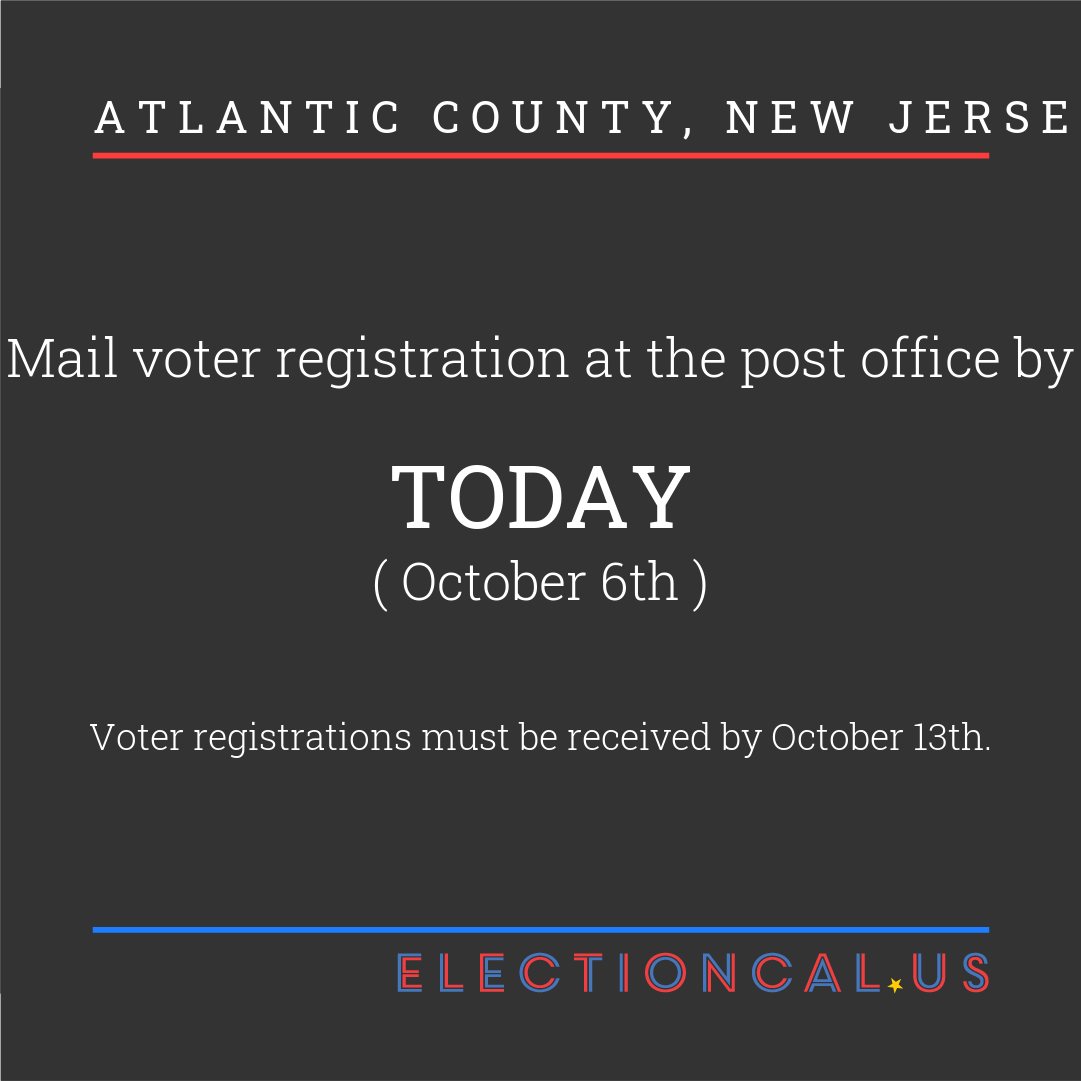 ATLANTIC COUNTY, NEW JERSE
Mail voter registration at the post office by
TODAY
( October 6th )
Voter registrations must be received by October 13th.
ELECTIONCAL.US